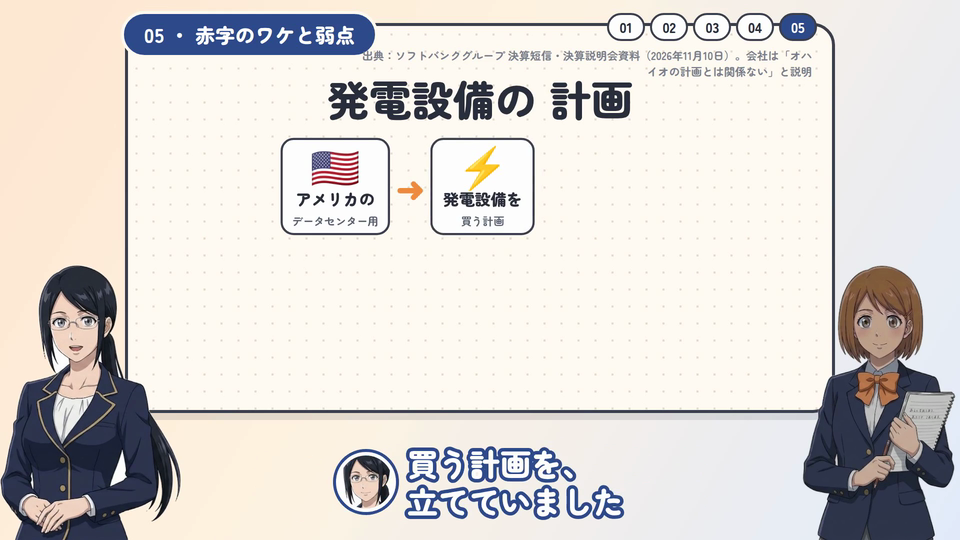 05 ・ 赤字のワケと弱点
01 02 03 04 05
出典：ソフトバンクグループ 決算短信・決算説明会資料（2026年11月10日）。会社は「オハ
イオの計画とは関係ない」と説明
発電設備の 計画
アメリカの
データセンター用
発電設備を
買う計画
買う計画を、
立てていました